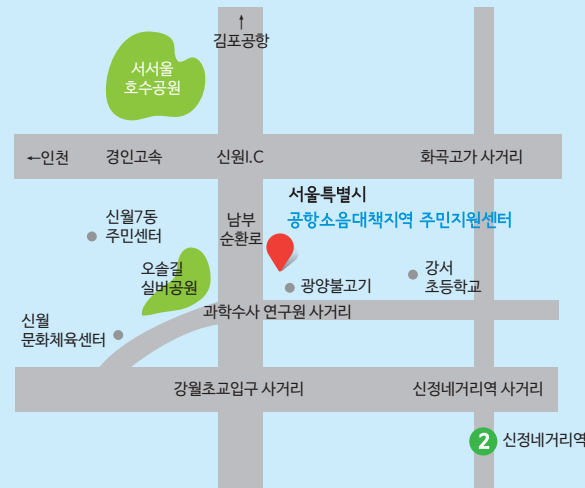 ↑
김포공항
서서울
호수공원
←인천
경인고속
신원I.C
화곡고가 사거리
서울특별시
공항소음대책지역 주민지원센터
남부
순환로
신월7동
주민센터
오솔길
실버공원
광양불고기
강서
초등학교
과학수사 연구원 사거리
신월
문화체육센터
강월초교입구 사거리
신정네거리역 사거리
2 신정네거리역